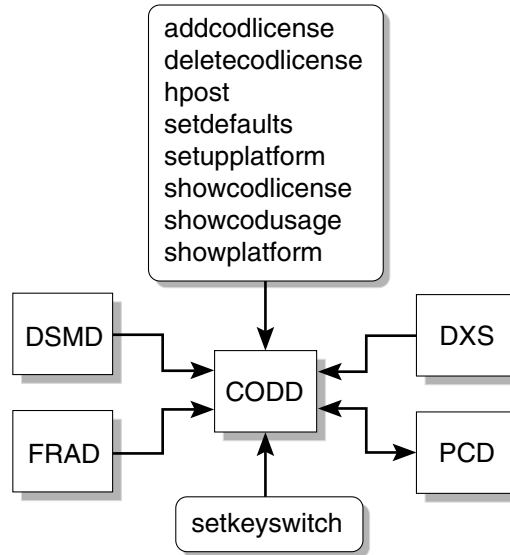 addcodlicense
deletecodlicense
hpost
setdefaults
setupplatform
showcodlicense
showcodusage
showplatform
DSMD
DXS
CODD
FRAD
PCD
setkeyswitch